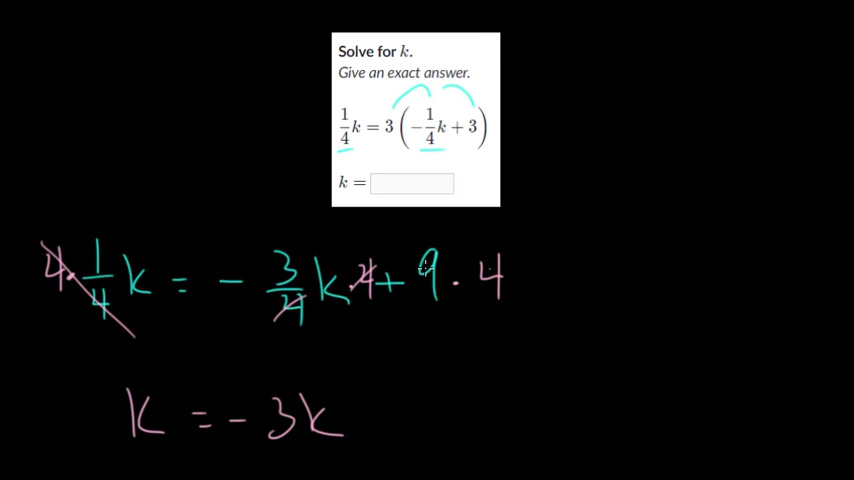 Solve for k.
Give an exact answer.
1/4 k = 3 (-1/4 k + 3)
k =
4 · 1/4 k = - 3/4 k · 4 + 9 · 4
k = - 3k